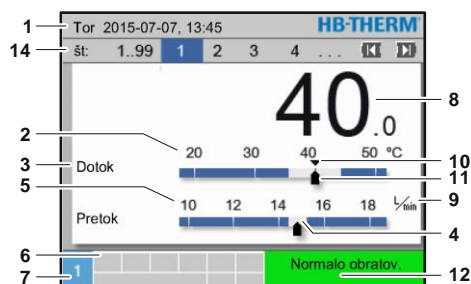 1 Tor 2015-07-07, 13:45 HB-THERM
14 št: 1..99 1 2 3 4 ...
40.0 8
2 20 30 40 50 °C 10
3 Dotok 11
5 10 12 14 16 18 L/min 9
Pretok 4
6
7 1 Normalo obratov. 12